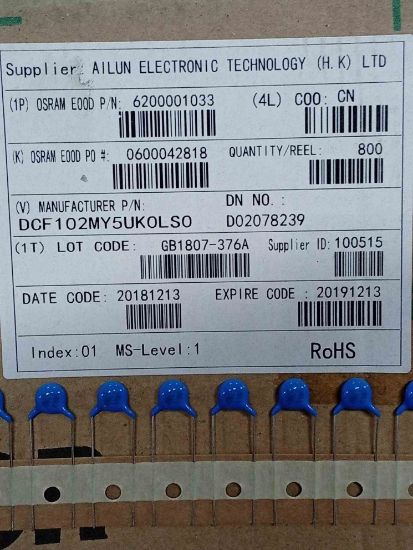 Supplier: AILUN ELECTRONIC TECHNOLOGY (H.K) LTD
(1P) OSRAM EOOD P/N: 6200001033 (4L) COO: CN
(K) OSRAM EOOD PO #: 0600042818 QUANTITY/REEL: 800
(V) MANUFACTURER P/N: DN NO.:
DCF102MY5UK0LS0 D02078239
(1T) LOT CODE: GB1807-376A Supplier ID: 100515
DATE CODE: 20181213 EXPIRE CODE: 20191213
Index:01 MS-Level:1 RoHS